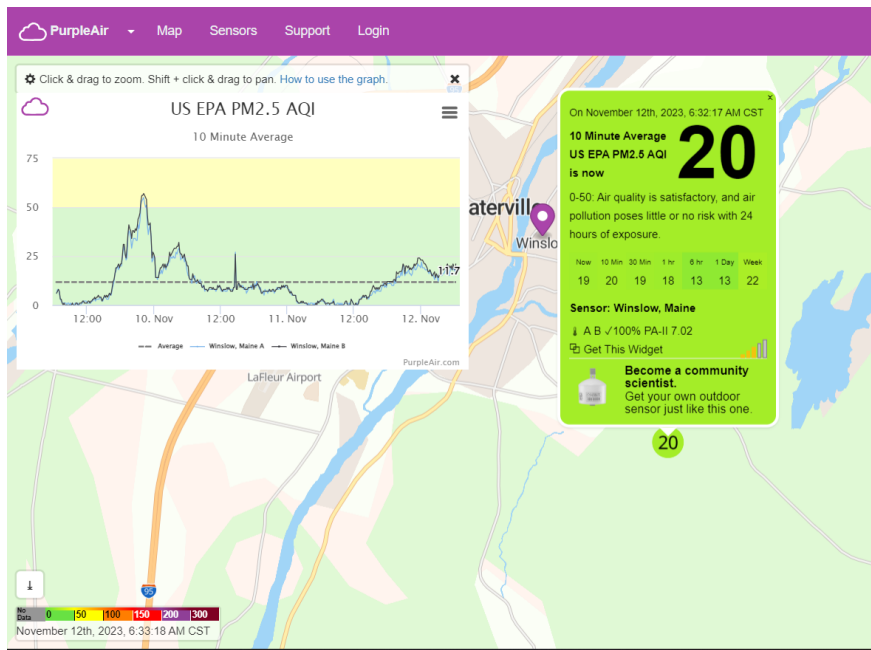 PurpleAir Map Sensors Support Login
Click & drag to zoom. Shift + click & drag to pan. How to use the graph.
US EPA PM2.5 AQI
10 Minute Average
75
50
25
0
12:00 10. Nov 12:00 11. Nov 12:00 12. Nov
11.7
Average Winslow, Maine A Winslow, Maine B
PurpleAir.com
aterville
Winslo
On November 12th, 2023, 6:32:17 AM CST
x
10 Minute Average
US EPA PM2.5 AQI
is now
20
0-50: Air quality is satisfactory, and air
pollution poses little or no risk with 24
hours of exposure.
Now 10 Min 30 Min 1 hr 6 hr 1 Day Week
19 20 19 18 13 13 22
Sensor: Winslow, Maine
A B ✓100% PA-II 7.02
Get This Widget
Become a community
scientist.
Get your own outdoor
sensor just like this one.
20
LaFleur Airport
95
No
Data
0 |50 |100 |150 |200 |300
November 12th, 2023, 6:33:18 AM CST